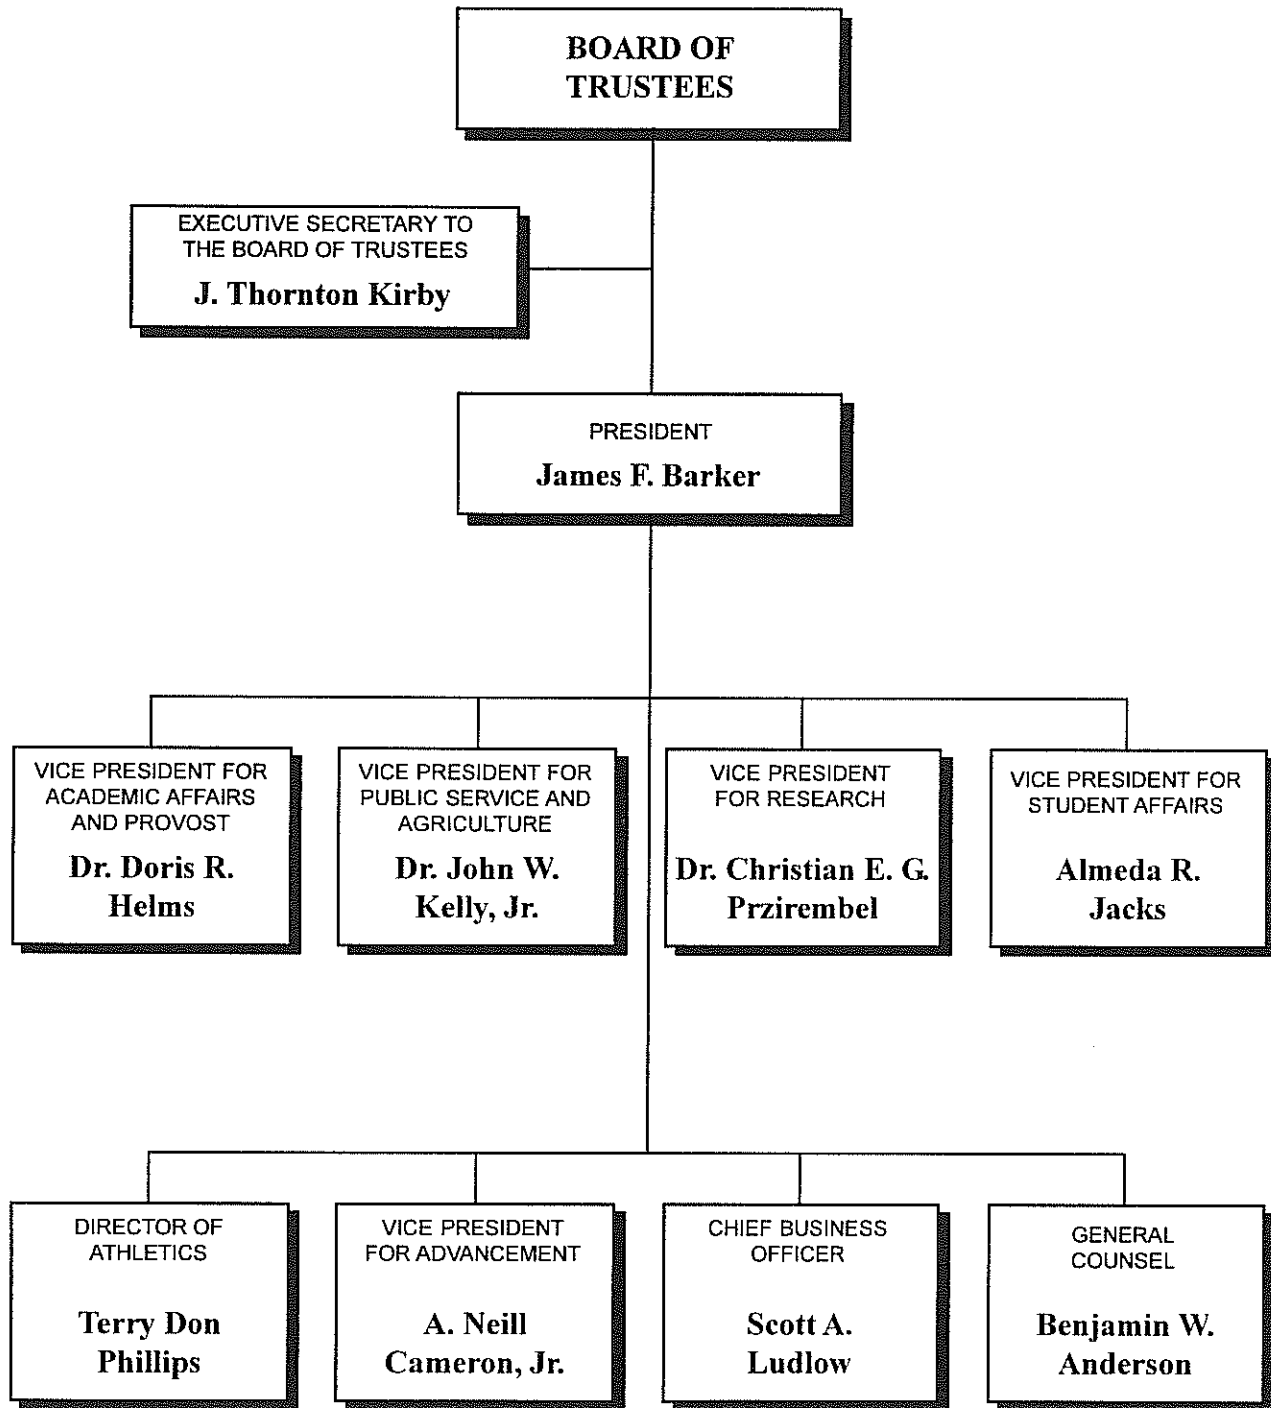 BOARD OF
TRUSTEES
EXECUTIVE SECRETARY TO
THE BOARD OF TRUSTEES
J. Thornton Kirby
PRESIDENT
James F. Barker
VICE PRESIDENT FOR
ACADEMIC AFFAIRS
AND PROVOST
Dr. Doris R.
Helms
VICE PRESIDENT FOR
PUBLIC SERVICE AND
AGRICULTURE
Dr. John W.
Kelly, Jr.
VICE PRESIDENT
FOR RESEARCH
Dr. Christian E. G.
Przirembel
VICE PRESIDENT FOR
STUDENT AFFAIRS
Almeda R.
Jacks
DIRECTOR OF
ATHLETICS
Terry Don
Phillips
VICE PRESIDENT
FOR ADVANCEMENT
A. Neill
Cameron, Jr.
CHIEF BUSINESS
OFFICER
Scott A.
Ludlow
GENERAL
COUNSEL
Benjamin W.
Anderson